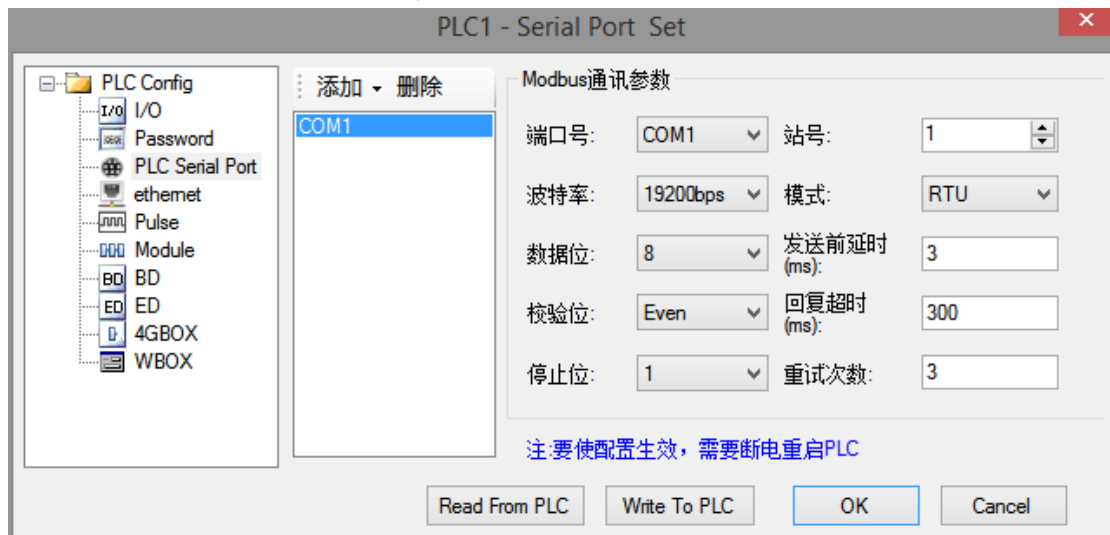 PLC1 - Serial Port Set
PLC Config
I/O
I/O
Password
PLC Serial Port
ethernet
Pulse
Module
BD
BD
ED
ED
4GBOX
WBOX
添加 删除
COM1
Modbus通讯参数
端口号: COM1 站号: 1
波特率: 19200bps 模式: RTU
数据位: 8 发送前延时(ms): 3
校验位: Even 回复超时(ms): 300
停止位: 1 重试次数: 3
注:要使配置生效，需要断电重启PLC
Read From PLC Write To PLC OK Cancel